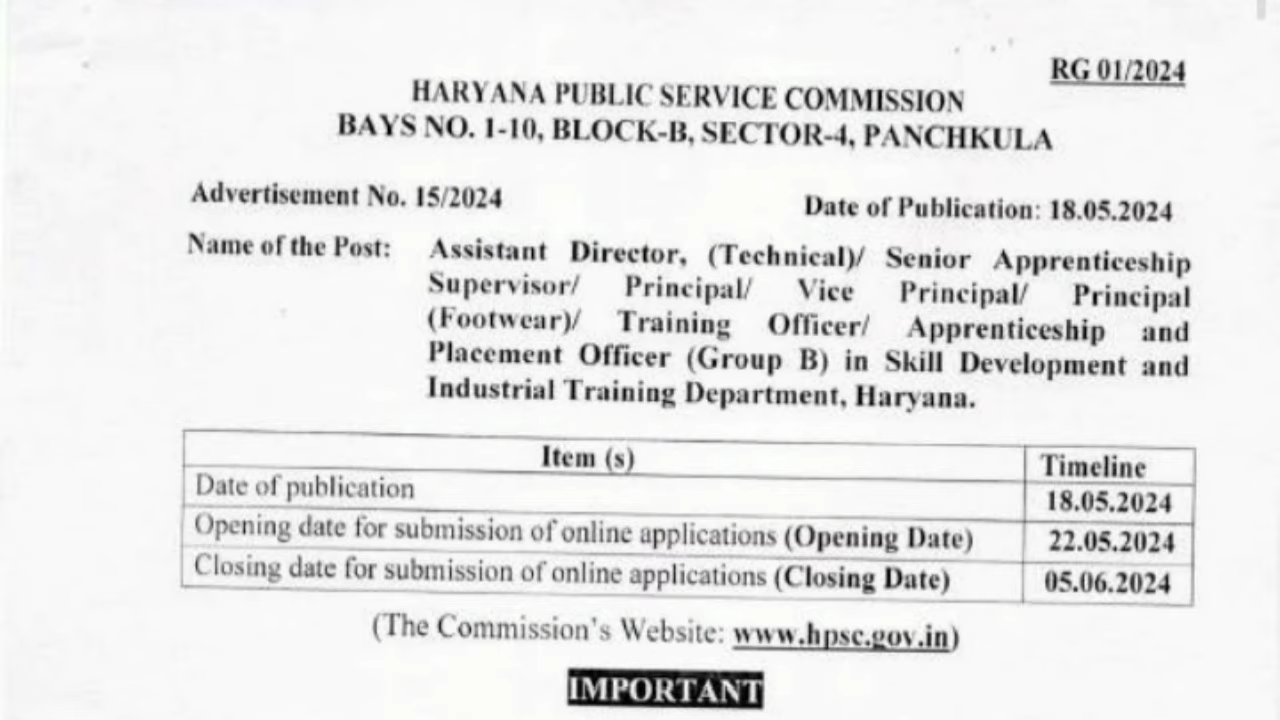 RG 01/2024
HARYANA PUBLIC SERVICE COMMISSION
BAYS NO. 1-10, BLOCK-B, SECTOR-4, PANCHKULA
Advertisement No. 15/2024 Date of Publication: 18.05.2024
Name of the Post: Assistant Director, (Technical)/ Senior Apprenticeship
Supervisor/ Principal/ Vice Principal/ Principal
(Footwear)/ Training Officer/ Apprenticeship and
Placement Officer (Group B) in Skill Development and
Industrial Training Department, Haryana.
Item (s) Timeline
Date of publication 18.05.2024
Opening date for submission of online applications (Opening Date) 22.05.2024
Closing date for submission of online applications (Closing Date) 05.06.2024
(The Commission's Website: www.hpsc.gov.in)
IMPORTANT